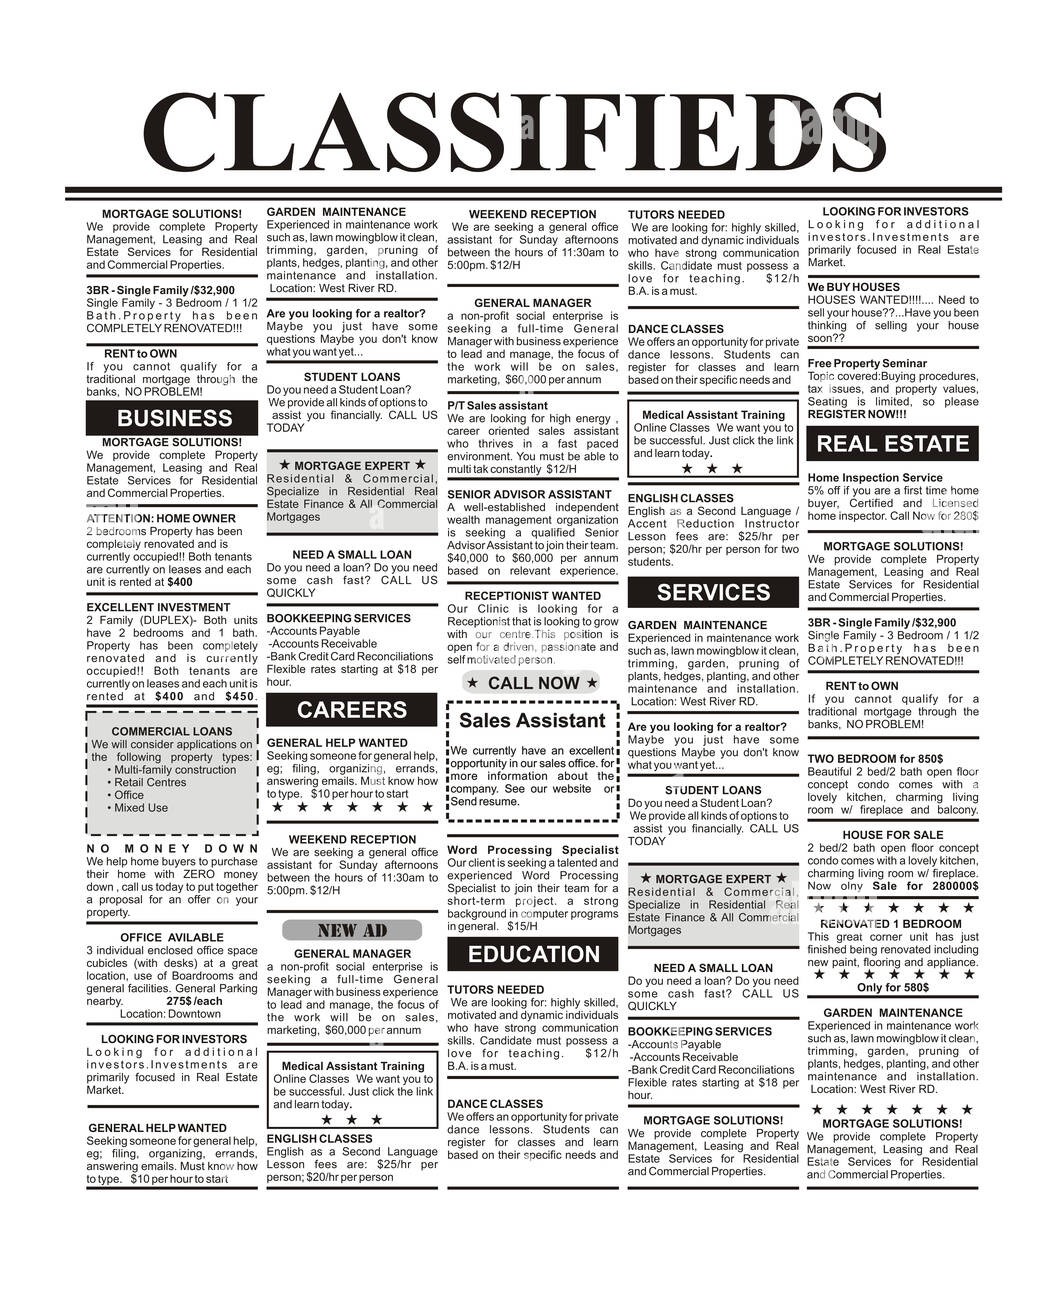 CLASSIFIEDS
MORTGAGE SOLUTIONS!
We provide complete Property
Management, Leasing and Real
Estate Services for Residential
and Commercial Properties.
3BR - Single Family /$32,900
Single Family - 3 Bedroom / 1 1/2
Bath.Property has been
COMPLETELY RENOVATED!!!
RENT to OWN
If you cannot qualify for a
traditional mortgage through the
banks, NO PROBLEM!
BUSINESS
MORTGAGE SOLUTIONS!
We provide complete Property
Management, Leasing and Real
Estate Services for Residential
and Commercial Properties.
ATTENTION: HOME OWNER
2 bedrooms Property has been
completely renovated and is
currently occupied!! Both tenants
are currently on leases and each
unit is rented at $400
EXCELLENT INVESTMENT
2 Family (DUPLEX)- Both units
have 2 bedrooms and 1 bath.
Property has been completely
renovated and is currently
occupied!! Both tenants are
currently on leases and each unit is
rented at $400 and $450.
COMMERCIAL LOANS
We will consider applications on
the following property types:
• Multi-family construction
• Retail Centres
• Office
• Mixed Use
NO MONEY DOWN
We help home buyers to purchase
their home with ZERO money
down , call us today to put together
a proposal for an offer on your
property.
OFFICE AVILABLE
3 individual enclosed office space
cubicles (with desks) at a great
location, use of Boardrooms and
general facilities. General Parking
nearby. 275$ /each
Location: Downtown
LOOKING FOR INVESTORS
Looking for additional
investors.Investments are
primarily focused in Real Estate
Market.
GENERAL HELP WANTED
Seeking someone for general help,
eg; filing, organizing, errands,
answering emails. Must know how
to type. $10 per hour to start
GARDEN MAINTENANCE
Experienced in maintenance work
such as, lawn mowingblow it clean,
trimming, garden, pruning of
plants, hedges, planting, and other
maintenance and installation.
Location: West River RD.
Are you looking for a realtor?
Maybe you just have some
questions Maybe you don't know
what you want yet...
STUDENT LOANS
Do you need a Student Loan?
We provide all kinds of options to
assist you financially. CALL US
TODAY
★ MORTGAGE EXPERT ★
Residential & Commercial,
Specialize in Residential Real
Estate Finance & All Commercial
Mortgages
NEED A SMALL LOAN
Do you need a loan? Do you need
some cash fast? CALL US
QUICKLY
BOOKKEEPING SERVICES
-Accounts Payable
-Accounts Receivable
-Bank Credit Card Reconciliations
Flexible rates starting at $18 per
hour.
CAREERS
GENERAL HELP WANTED
Seeking someone for general help,
eg; filing, organizing, errands,
answering emails. Must know how
to type. $10 per hour to start
★ ★ ★ ★ ★ ★ ★
WEEKEND RECEPTION
We are seeking a general office
assistant for Sunday afternoons
between the hours of 11:30am to
5:00pm. $12/H
NEW AD
GENERAL MANAGER
a non-profit social enterprise is
seeking a full-time General
Manager with business experience
to lead and manage, the focus of
the work will be on sales,
marketing, $60,000 per annum
Medical Assistant Training
Online Classes We want you to
be successful. Just click the link
and learn today.
★ ★ ★
ENGLISH CLASSES
English as a Second Language
Lesson fees are: $25/hr per
person; $20/hr per person
WEEKEND RECEPTION
We are seeking a general office
assistant for Sunday afternoons
between the hours of 11:30am to
5:00pm. $12/H
GENERAL MANAGER
a non-profit social enterprise is
seeking a full-time General
Manager with business experience
to lead and manage, the focus of
the work will be on sales,
marketing, $60,000 per annum
P/T Sales assistant
We are looking for high energy ,
career oriented sales assistant
who thrives in a fast paced
environment. You must be able to
multi tak constantly $12/H
SENIOR ADVISOR ASSISTANT
A well-established independent
wealth management organization
is seeking a qualified Senior
Advisor Assistant to join their team.
$40,000 to $60,000 per annum
based on relevant experience.
RECEPTIONIST WANTED
Our Clinic is looking for a
Receptionist that is looking to grow
with our centre.This position is
open for a driven, passionate and
self motivated person.
★ CALL NOW ★
Sales Assistant
We currently have an excellent
opportunity in our sales office. for
more information about the
company. See our website or
Send resume.
Word Processing Specialist
Our client is seeking a talented and
experienced Word Processing
Specialist to join their team for a
short-term project. a strong
background in computer programs
in general. $15/H
EDUCATION
TUTORS NEEDED
We are looking for: highly skilled,
motivated and dynamic individuals
who have strong communication
skills. Candidate must possess a
love for teaching. $12/h
B.A. is a must.
DANCE CLASSES
We offers an opportunity for private
dance lessons. Students can
register for classes and learn
based on their specific needs and
TUTORS NEEDED
We are looking for: highly skilled,
motivated and dynamic individuals
who have strong communication
skills. Candidate must possess a
love for teaching. $12/h
B.A. is a must.
DANCE CLASSES
We offers an opportunity for private
dance lessons. Students can
register for classes and learn
based on their specific needs and
Medical Assistant Training
Online Classes We want you to
be successful. Just click the link
and learn today.
★ ★ ★
ENGLISH CLASSES
English as a Second Language /
Accent Reduction Instructor
Lesson fees are: $25/hr per
person; $20/hr per person for two
students.
SERVICES
GARDEN MAINTENANCE
Experienced in maintenance work
such as, lawn mowingblow it clean,
trimming, garden, pruning of
plants, hedges, planting, and other
maintenance and installation.
Location: West River RD.
Are you looking for a realtor?
Maybe you just have some
questions Maybe you don't know
what you want yet...
STUDENT LOANS
Do you need a Student Loan?
We provide all kinds of options to
assist you financially. CALL US
TODAY
★ MORTGAGE EXPERT ★
Residential & Commercial,
Specialize in Residential Real
Estate Finance & All Commercial
Mortgages
NEED A SMALL LOAN
Do you need a loan? Do you need
some cash fast? CALL US
QUICKLY
BOOKKEEPING SERVICES
-Accounts Payable
-Accounts Receivable
-Bank Credit Card Reconciliations
Flexible rates starting at $18 per
hour.
MORTGAGE SOLUTIONS!
We provide complete Property
Management, Leasing and Real
Estate Services for Residential
and Commercial Properties.
LOOKING FOR INVESTORS
Looking for additional
investors.Investments are
primarily focused in Real Estate
Market.
We BUY HOUSES
HOUSES WANTED!!!!.... Need to
sell your house??...Have you been
thinking of selling your house
soon??
Free Property Seminar
Topic covered:Buying procedures,
tax issues, and property values,
Seating is limited, so please
REGISTER NOW!!!
REAL ESTATE
Home Inspection Service
5% off if you are a first time home
buyer, Certified and Licensed
home inspector. Call Now for 280$
MORTGAGE SOLUTIONS!
We provide complete Property
Management, Leasing and Real
Estate Services for Residential
and Commercial Properties.
3BR - Single Family /$32,900
Single Family - 3 Bedroom / 1 1/2
Bath.Property has been
COMPLETELY RENOVATED!!!
RENT to OWN
If you cannot qualify for a
traditional mortgage through the
banks, NO PROBLEM!
TWO BEDROOM for 850$
Beautiful 2 bed/2 bath open floor
concept condo comes with a
lovely kitchen, charming living
room w/ fireplace and balcony.
HOUSE FOR SALE
2 bed/2 bath open floor concept
condo comes with a lovely kitchen,
charming living room w/ fireplace.
Now olny Sale for 280000$
★ ★ ★ ★ ★ ★ ★
RENOVATED 1 BEDROOM
This great corner unit has just
finished being renovated including
new paint, flooring and appliance.
★ ★ ★ ★ ★ ★ ★
Only for 580$
GARDEN MAINTENANCE
Experienced in maintenance work
such as, lawn mowingblow it clean,
trimming, garden, pruning of
plants, hedges, planting, and other
maintenance and installation.
Location: West River RD.
★ ★ ★ ★ ★ ★ ★
MORTGAGE SOLUTIONS!
We provide complete Property
Management, Leasing and Real
Estate Services for Residential
and Commercial Properties.
alamy